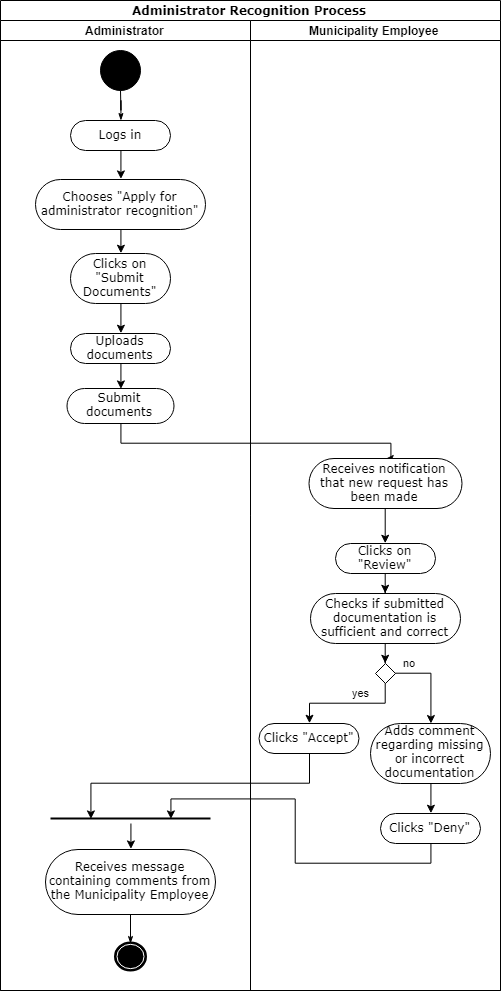 Administrator Recognition Process
Administrator
Municipality Employee
Logs in
Chooses "Apply for
administrator recognition"
Clicks on
"Submit
Documents"
Uploads
documents
Submit
documents
Receives notification
that new request has
been made
Clicks on
"Review"
Checks if submitted
documentation is
sufficient and correct
no
yes
Clicks "Accept"
Adds comment
regarding missing
or incorrect
documentation
Clicks "Deny"
Receives message
containing comments from
the Municipality Employee